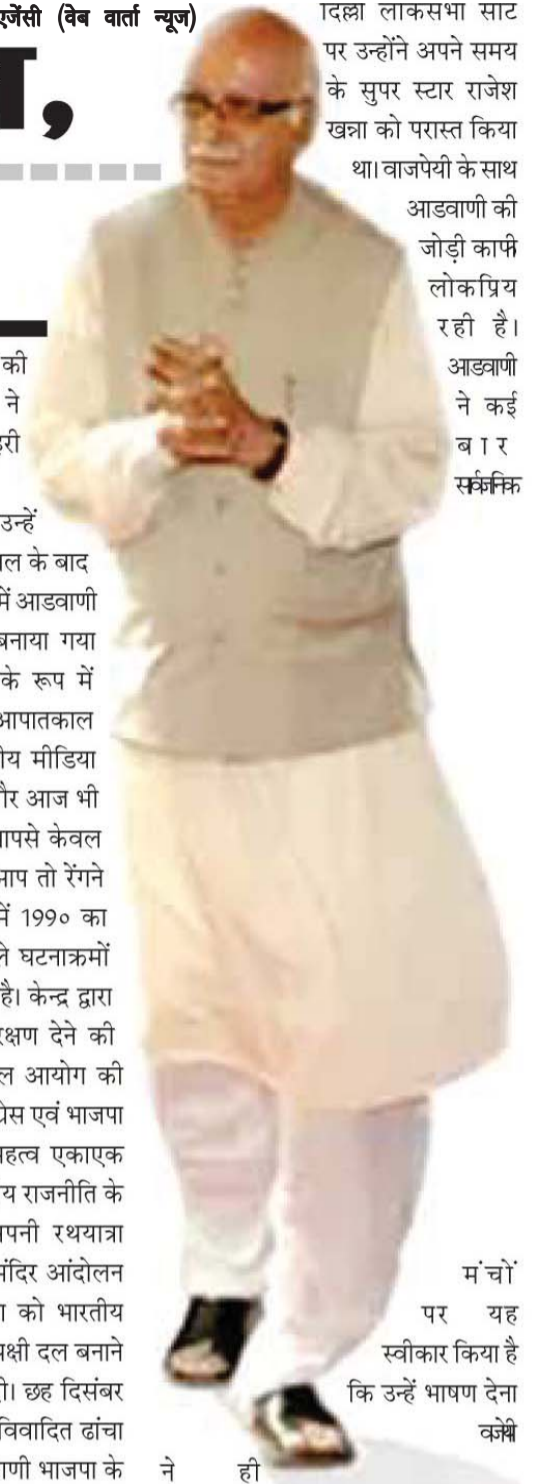 एजेंसी (वेब वार्ता न्यूज)
की
ने
उन्हें
के बाद
में आडवाणी
बनाया गया
के रूप में
आपातकाल
मीडिया
और आज भी
आपसे केवल
आप तो रेंगने
में 1990 का
घटनाक्रमों
है। केन्द्र द्वारा
देने की
आयोग की
एवं भाजपा
महत्व एकाएक
राजनीति के
अपनी रथयात्रा
मंदिर आंदोलन
को भारतीय
दल बनाने
छह दिसंबर
विवादित ढांचा
भाजपा के
दिल्ली लोकसभा सीट
पर उन्होंने अपने समय
के सुपर स्टार राजेश
खन्ना को परास्त किया
था। वाजपेयी के साथ
आडवाणी की
जोड़ी काफी
लोकप्रिय
रही है।
आडवाणी
ने कई
बार
सार्वजनिक
मंचों
पर यह
स्वीकार किया है
कि उन्हें भाषण देना
ने ही